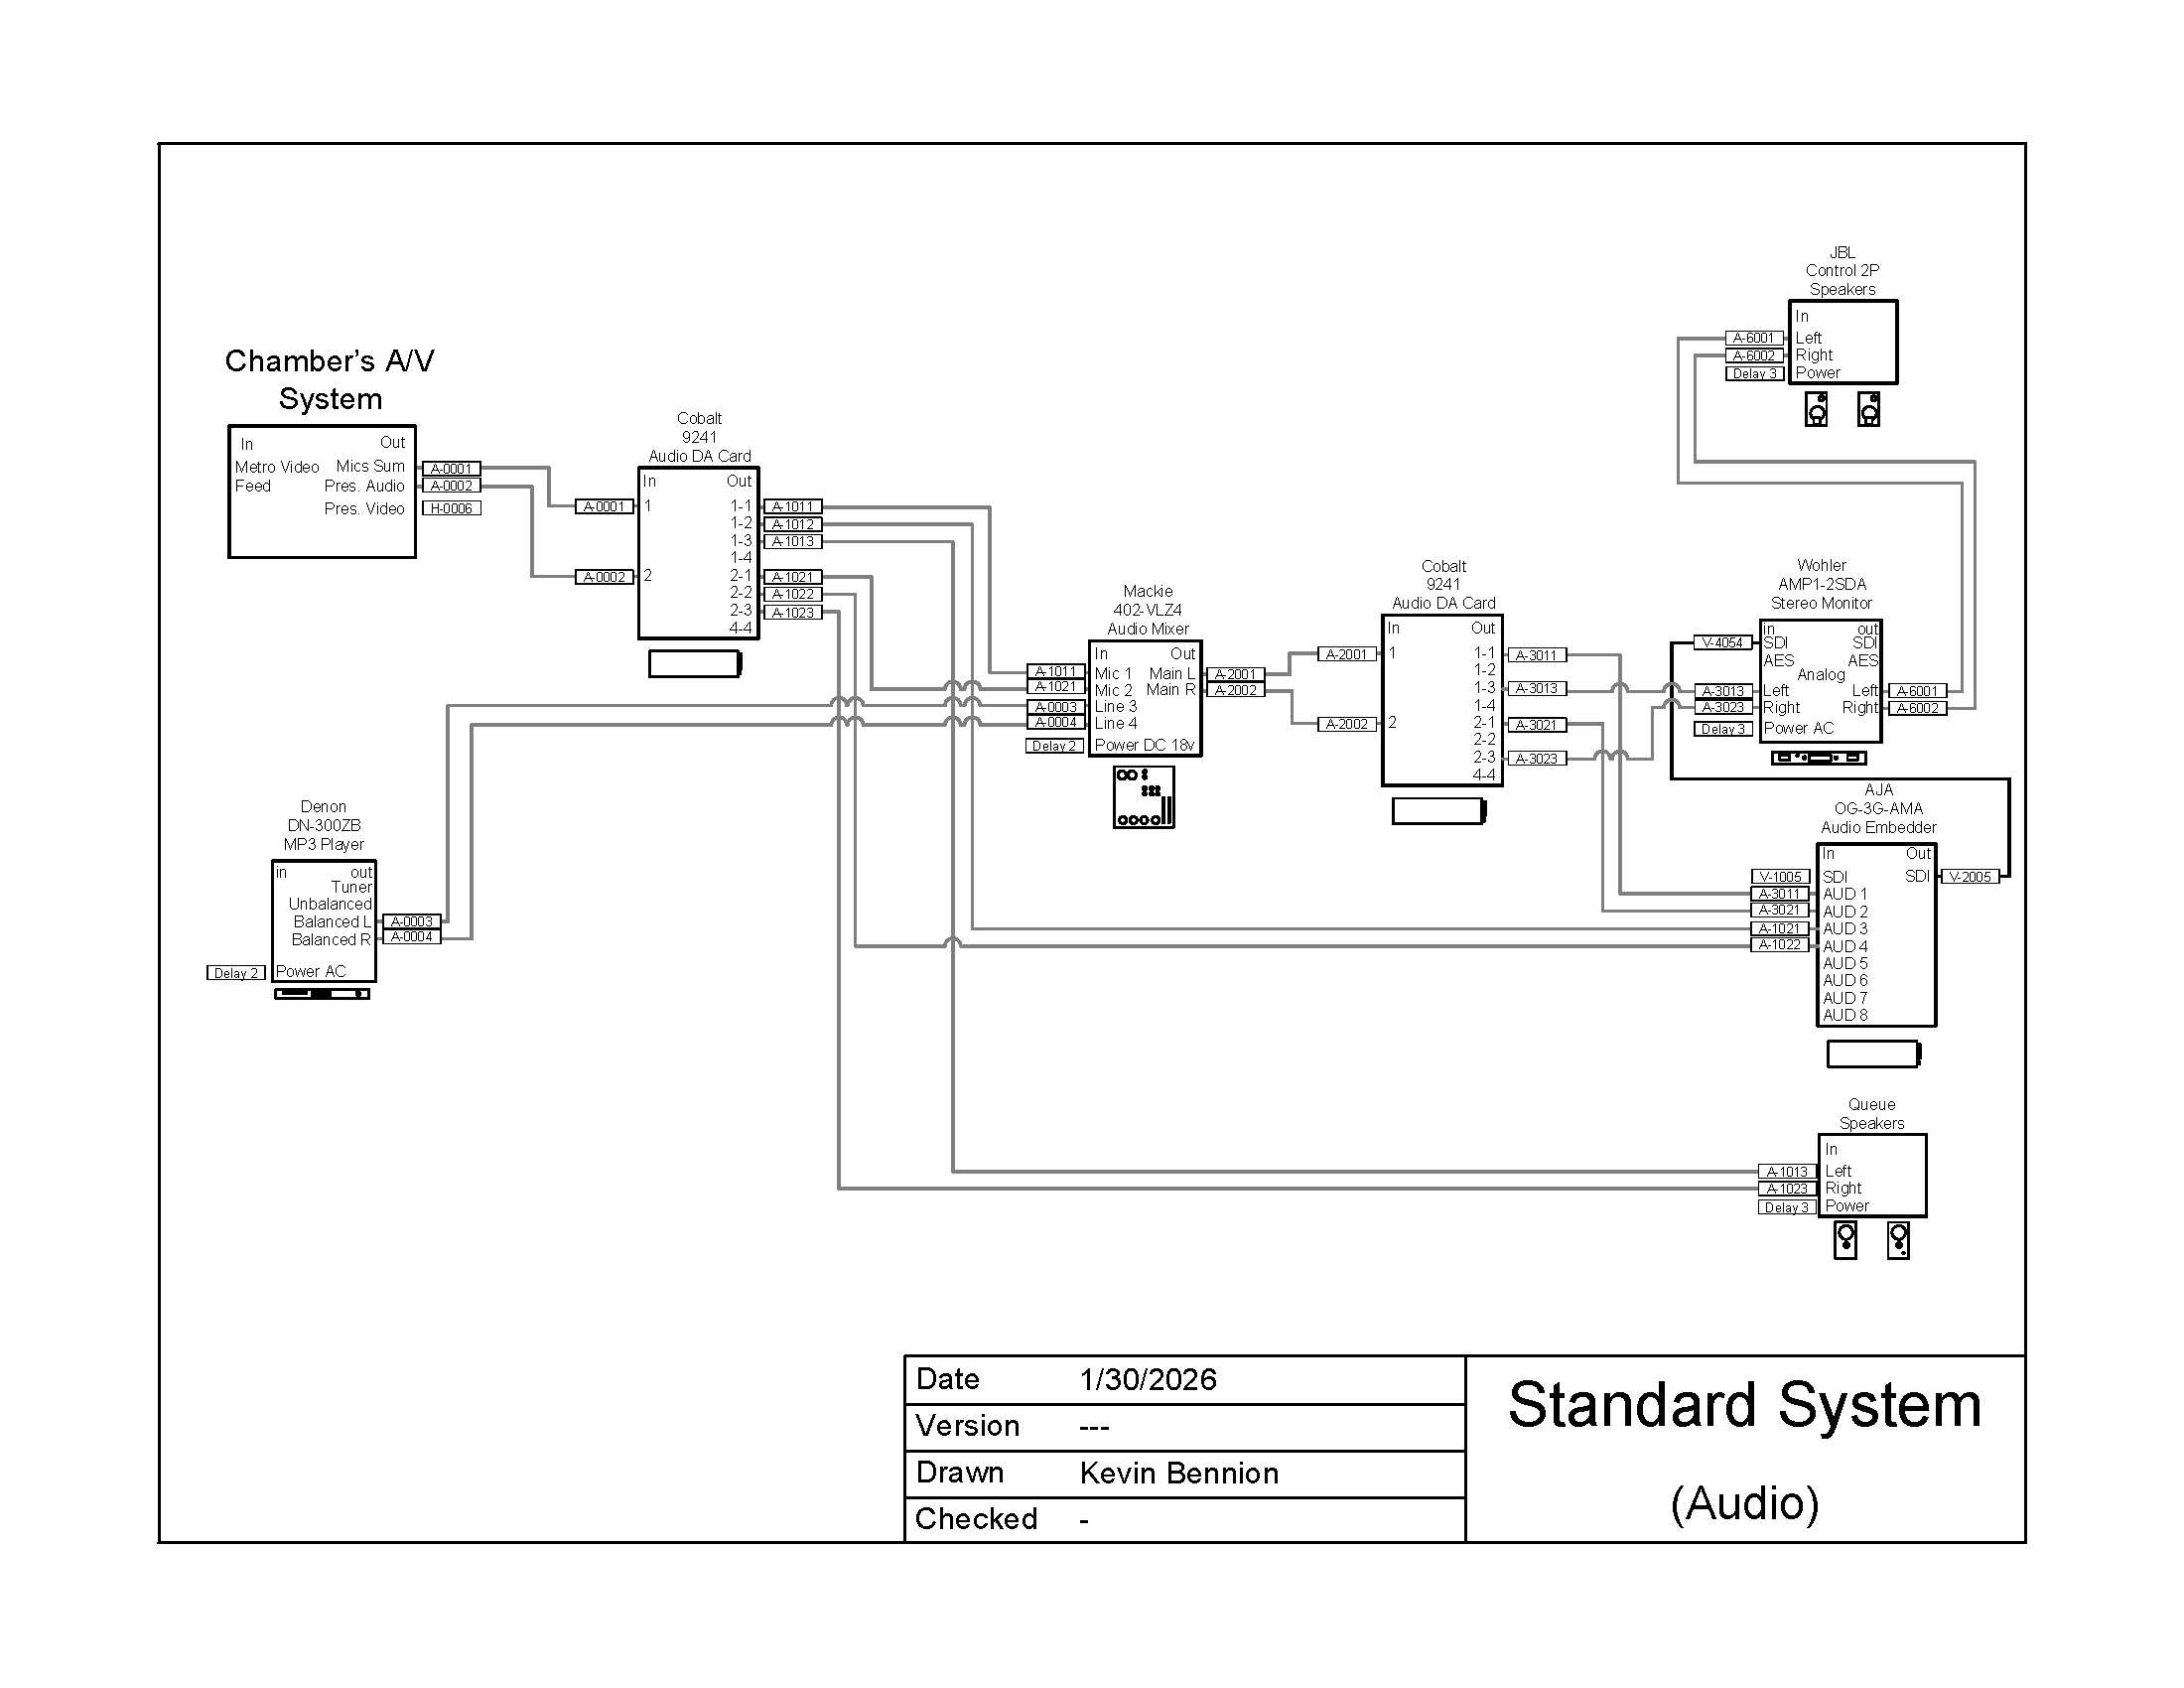 JBL
Control 2P
Speakers
In
A-6001 Left
A-6002 Right
Delay 3 Power
Chamber's A/V
System
In Out
Metro Video Mics Sum A-0001
Feed Pres. Audio A-0002
Pres. Video H-0006
Cobalt
9241
Audio DA Card
In Out
A-0001 1 1-1 A-1011
1-2 A-1012
1-3 A-1013
1-4
A-0002 2 2-1 A-1021
2-2 A-1022
2-3 A-1023
4-4
Mackie
402-VLZ4
Audio Mixer
In Out
A-1011 Mic 1 Main L A-2001
A-1021 Mic 2 Main R A-2002
A-0003 Line 3
A-0004 Line 4
Delay 2 Power DC 18v
Cobalt
9241
Audio DA Card
In Out
A-2001 1 1-1 A-3011
1-2
1-3 A-3013
1-4
A-2002 2 2-1 A-3021
2-2
2-3 A-3023
4-4
Wohler
AMP1-2SDA
Stereo Monitor
in out
V-4054 SDI SDI
AES AES
Analog
A-3013 Left Left A-6001
A-3023 Right Right A-6002
Delay 3 Power AC
Denon
DN-300ZB
MP3 Player
in out
Tuner
Unbalanced
Balanced L A-0003
Balanced R A-0004
Delay 2 Power AC
AJA
OG-3G-AMA
Audio Embedder
In Out
V-1005 SDI SDI V-2005
A-3011 AUD 1
A-3021 AUD 2
A-1021 AUD 3
A-1022 AUD 4
AUD 5
AUD 6
AUD 7
AUD 8
Queue
Speakers
In
A-1013 Left
A-1023 Right
Delay 3 Power
Date 1/30/2026
Version ---
Drawn Kevin Bennion
Checked -
Standard System
(Audio)